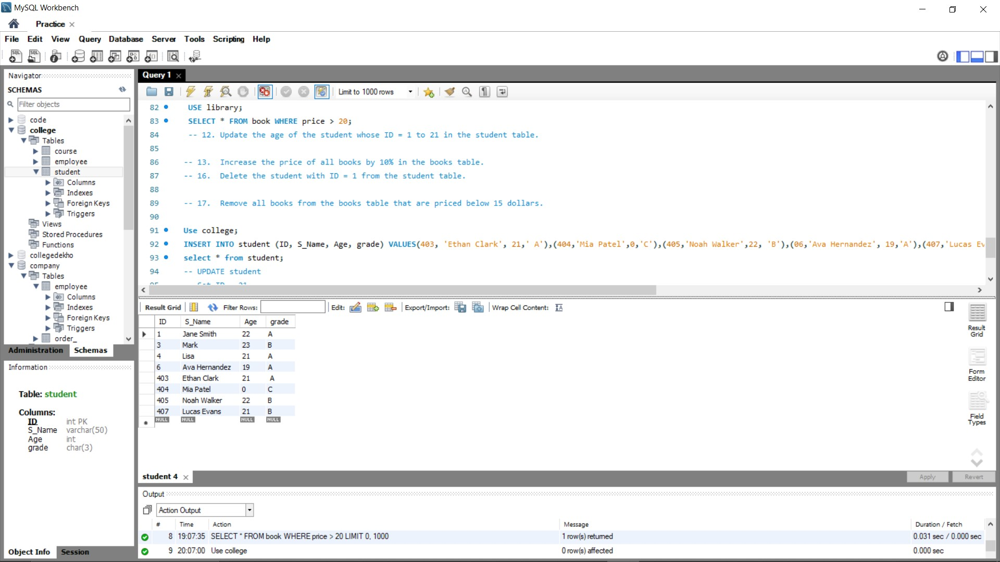 MySQL Workbench
Practice
File Edit View Query Database Server Tools Scripting Help
Navigator
SCHEMAS
Filter objects
code
college
Tables
course
employee
student
Columns
Indexes
Foreign Keys
Triggers
Views
Stored Procedures
Functions
collegedekho
company
Tables
employee
Columns
Indexes
Foreign Keys
Triggers
order_
Administration Schemas
Information
Table: student
Columns:
ID int PK
S_Name varchar(50)
Age int
grade char(3)
Object Info Session
Query 1
Limit to 1000 rows
82 USE library;
83 SELECT * FROM book WHERE price > 20;
84 -- 12. Update the age of the student whose ID = 1 to 21 in the student table.
85
86 -- 13. Increase the price of all books by 10% in the books table.
87 -- 16. Delete the student with ID = 1 from the student table.
88
89 -- 17. Remove all books from the books table that are priced below 15 dollars.
90
91 Use college;
92 INSERT INTO student (ID, S_Name, Age, grade) VALUES(403, 'Ethan Clark', 21,' A'),(404,'Mia Patel',0,'C'),(405,'Noah Walker',22, 'B'),(06,'Ava Hernandez', 19,'A'),(407,'Lucas Ev
93 select * from student;
94 -- UPDATE student
Result Grid Filter Rows: Edit: Export/Import: Wrap Cell Content:
ID S_Name Age grade
1 Jane Smith 22 A
3 Mark 23 B
4 Lisa 21 A
6 Ava Hernandez 19 A
403 Ethan Clark 21 A
404 Mia Patel 0 C
405 Noah Walker 22 B
407 Lucas Evans 21 B
NULL NULL NULL NULL
Result
Grid
Form
Editor
Field
Types
student 4
Apply Revert
Output
Action Output
# Time Action Message Duration / Fetch
8 19:07:35 SELECT * FROM book WHERE price > 20 LIMIT 0, 1000 1 row(s) returned 0.031 sec / 0.000 sec
9 20:07:00 Use college 0 row(s) affected 0.000 sec